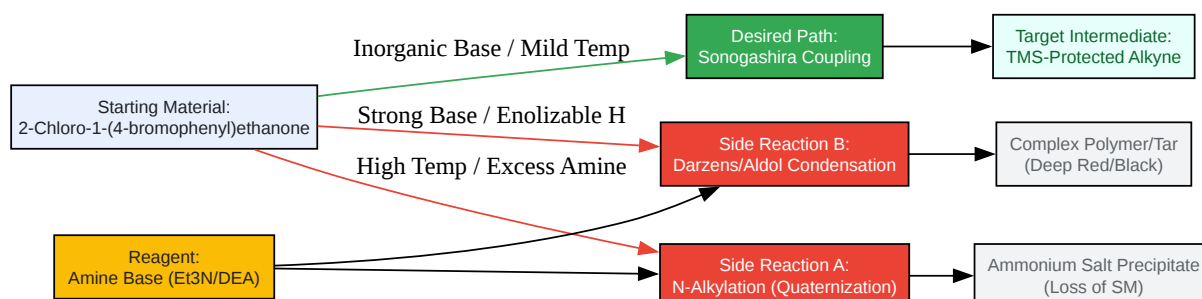 Inorganic Base / Mild Temp
Desired Path:
Sonogashira Coupling
Target Intermediate:
TMS-Protected Alkyne
Starting Material:
2-Chloro-1-(4-bromophenyl)ethanone
Strong Base / Enolizable H
Side Reaction B:
Darzens/Aldol Condensation
Complex Polymer/Tar
(Deep Red/Black)
High Temp / Excess Amine
Reagent:
Amine Base (Et3N/DEA)
Side Reaction A:
N-Alkylation (Quaternization)
Ammonium Salt Precipitate
(Loss of SM)